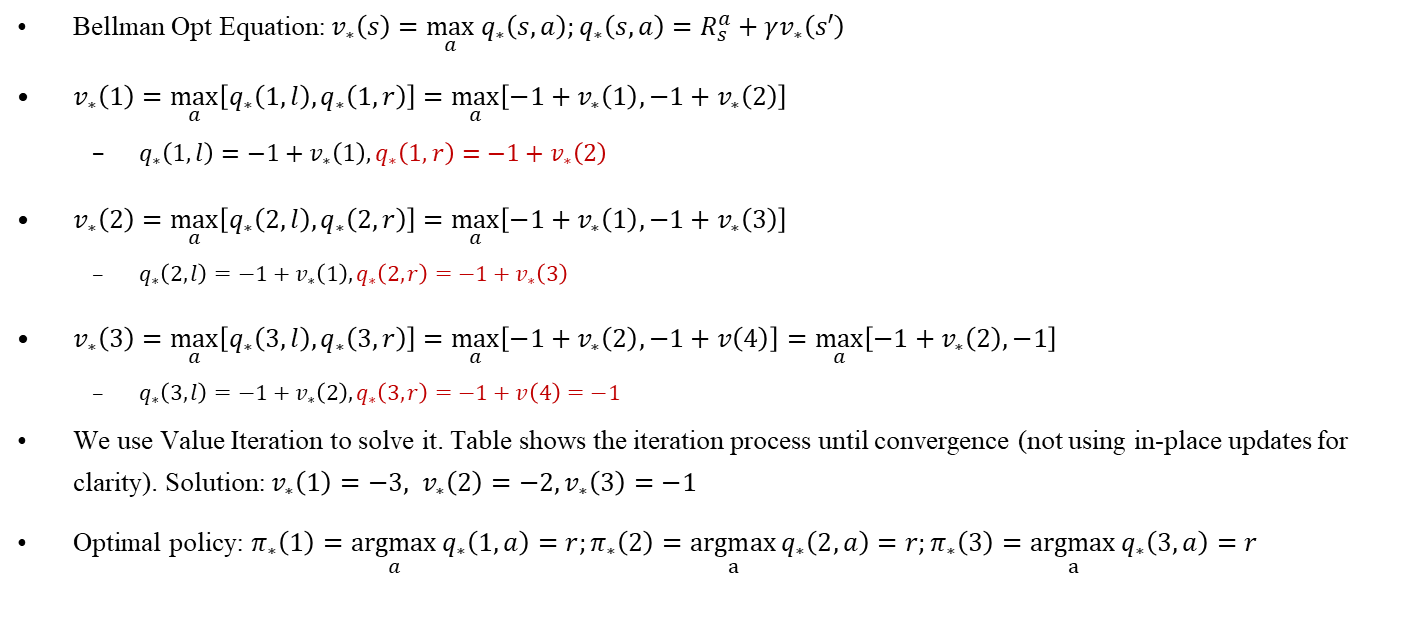 • Bellman Opt Equation: 𝑣∗(𝑠) = max_a 𝑞∗(𝑠, 𝑎); 𝑞∗(𝑠, 𝑎) = 𝑅ₛᵃ + 𝛾𝑣∗(𝑠′)
• 𝑣∗(1) = max_a[𝑞∗(1, 𝑙), 𝑞∗(1, 𝑟)] = max_a[−1 + 𝑣∗(1), −1 + 𝑣∗(2)]
– 𝑞∗(1, 𝑙) = −1 + 𝑣∗(1), 𝑞∗(1, 𝑟) = −1 + 𝑣∗(2)
• 𝑣∗(2) = max_a[𝑞∗(2, 𝑙), 𝑞∗(2, 𝑟)] = max_a[−1 + 𝑣∗(1), −1 + 𝑣∗(3)]
– 𝑞∗(2, 𝑙) = −1 + 𝑣∗(1), 𝑞∗(2, 𝑟) = −1 + 𝑣∗(3)
• 𝑣∗(3) = max_a[𝑞∗(3, 𝑙), 𝑞∗(3, 𝑟)] = max_a[−1 + 𝑣∗(2), −1 + 𝑣(4)] = max_a[−1 + 𝑣∗(2), −1]
– 𝑞∗(3, 𝑙) = −1 + 𝑣∗(2), 𝑞∗(3, 𝑟) = −1 + 𝑣(4) = −1
• We use Value Iteration to solve it. Table shows the iteration process until convergence (not using in-place updates for
clarity). Solution: 𝑣∗(1) = −3, 𝑣∗(2) = −2, 𝑣∗(3) = −1
• Optimal policy: 𝜋∗(1) = argmax_a 𝑞∗(1, 𝑎) = 𝑟; 𝜋∗(2) = argmax_a 𝑞∗(2, 𝑎) = 𝑟; 𝜋∗(3) = argmax_a 𝑞∗(3, 𝑎) = 𝑟